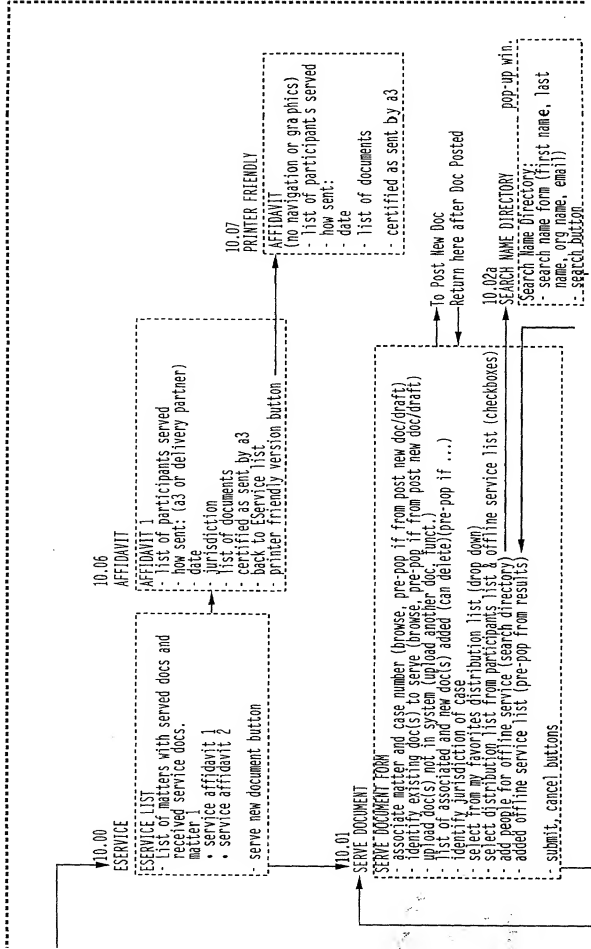 10.00
ESERVICE
ESERVICE LIST
- List of matters with served docs and
received service docs.
matter 1
• service affidavit 1
• service affidavit 2
- serve new document button
10.06
AFFIDAVIT
AFFIDAVIT 1
- list of participants served
- how sent: (a3 or delivery partner)
- date
jurisdiction
- list of documents
- certified as sent by a3
- back to EService list
- printer friendly version button
10.07
PRINTER FRIENDLY
AFFIDAVIT
(no navigation or graphics)
- list of participants served
- how sent:
- date
- list of documents
- certified as sent by a3
10.01
SERVE DOCUMENT
SERVE DOCUMENT FORM
- associate matter and case number (browse, pre-pop if from post new doc/draft)
- identify existing doc(s) to serve (browse, pre-pop if from post new doc/draft)
- upload doc(s) not in system (upload another doc, funct.)
- list of associated and new doc(s) added (can delete)(pre-pop if ...)
- identify jurisdiction of case
- select from my favorites distribution list (drop down)
- select distribution list from participants list & offline service list (checkboxes)
- add people for offline service (search directory)
- added offline service list (pre-pop from results)
- submit, cancel buttons
To Post New Doc
Return here after Doc Posted
10.02a
SEARCH NAME DIRECTORY pop-up win.
Search Name Directory:
- search name form (first name, last
name, org name, email)
- search button